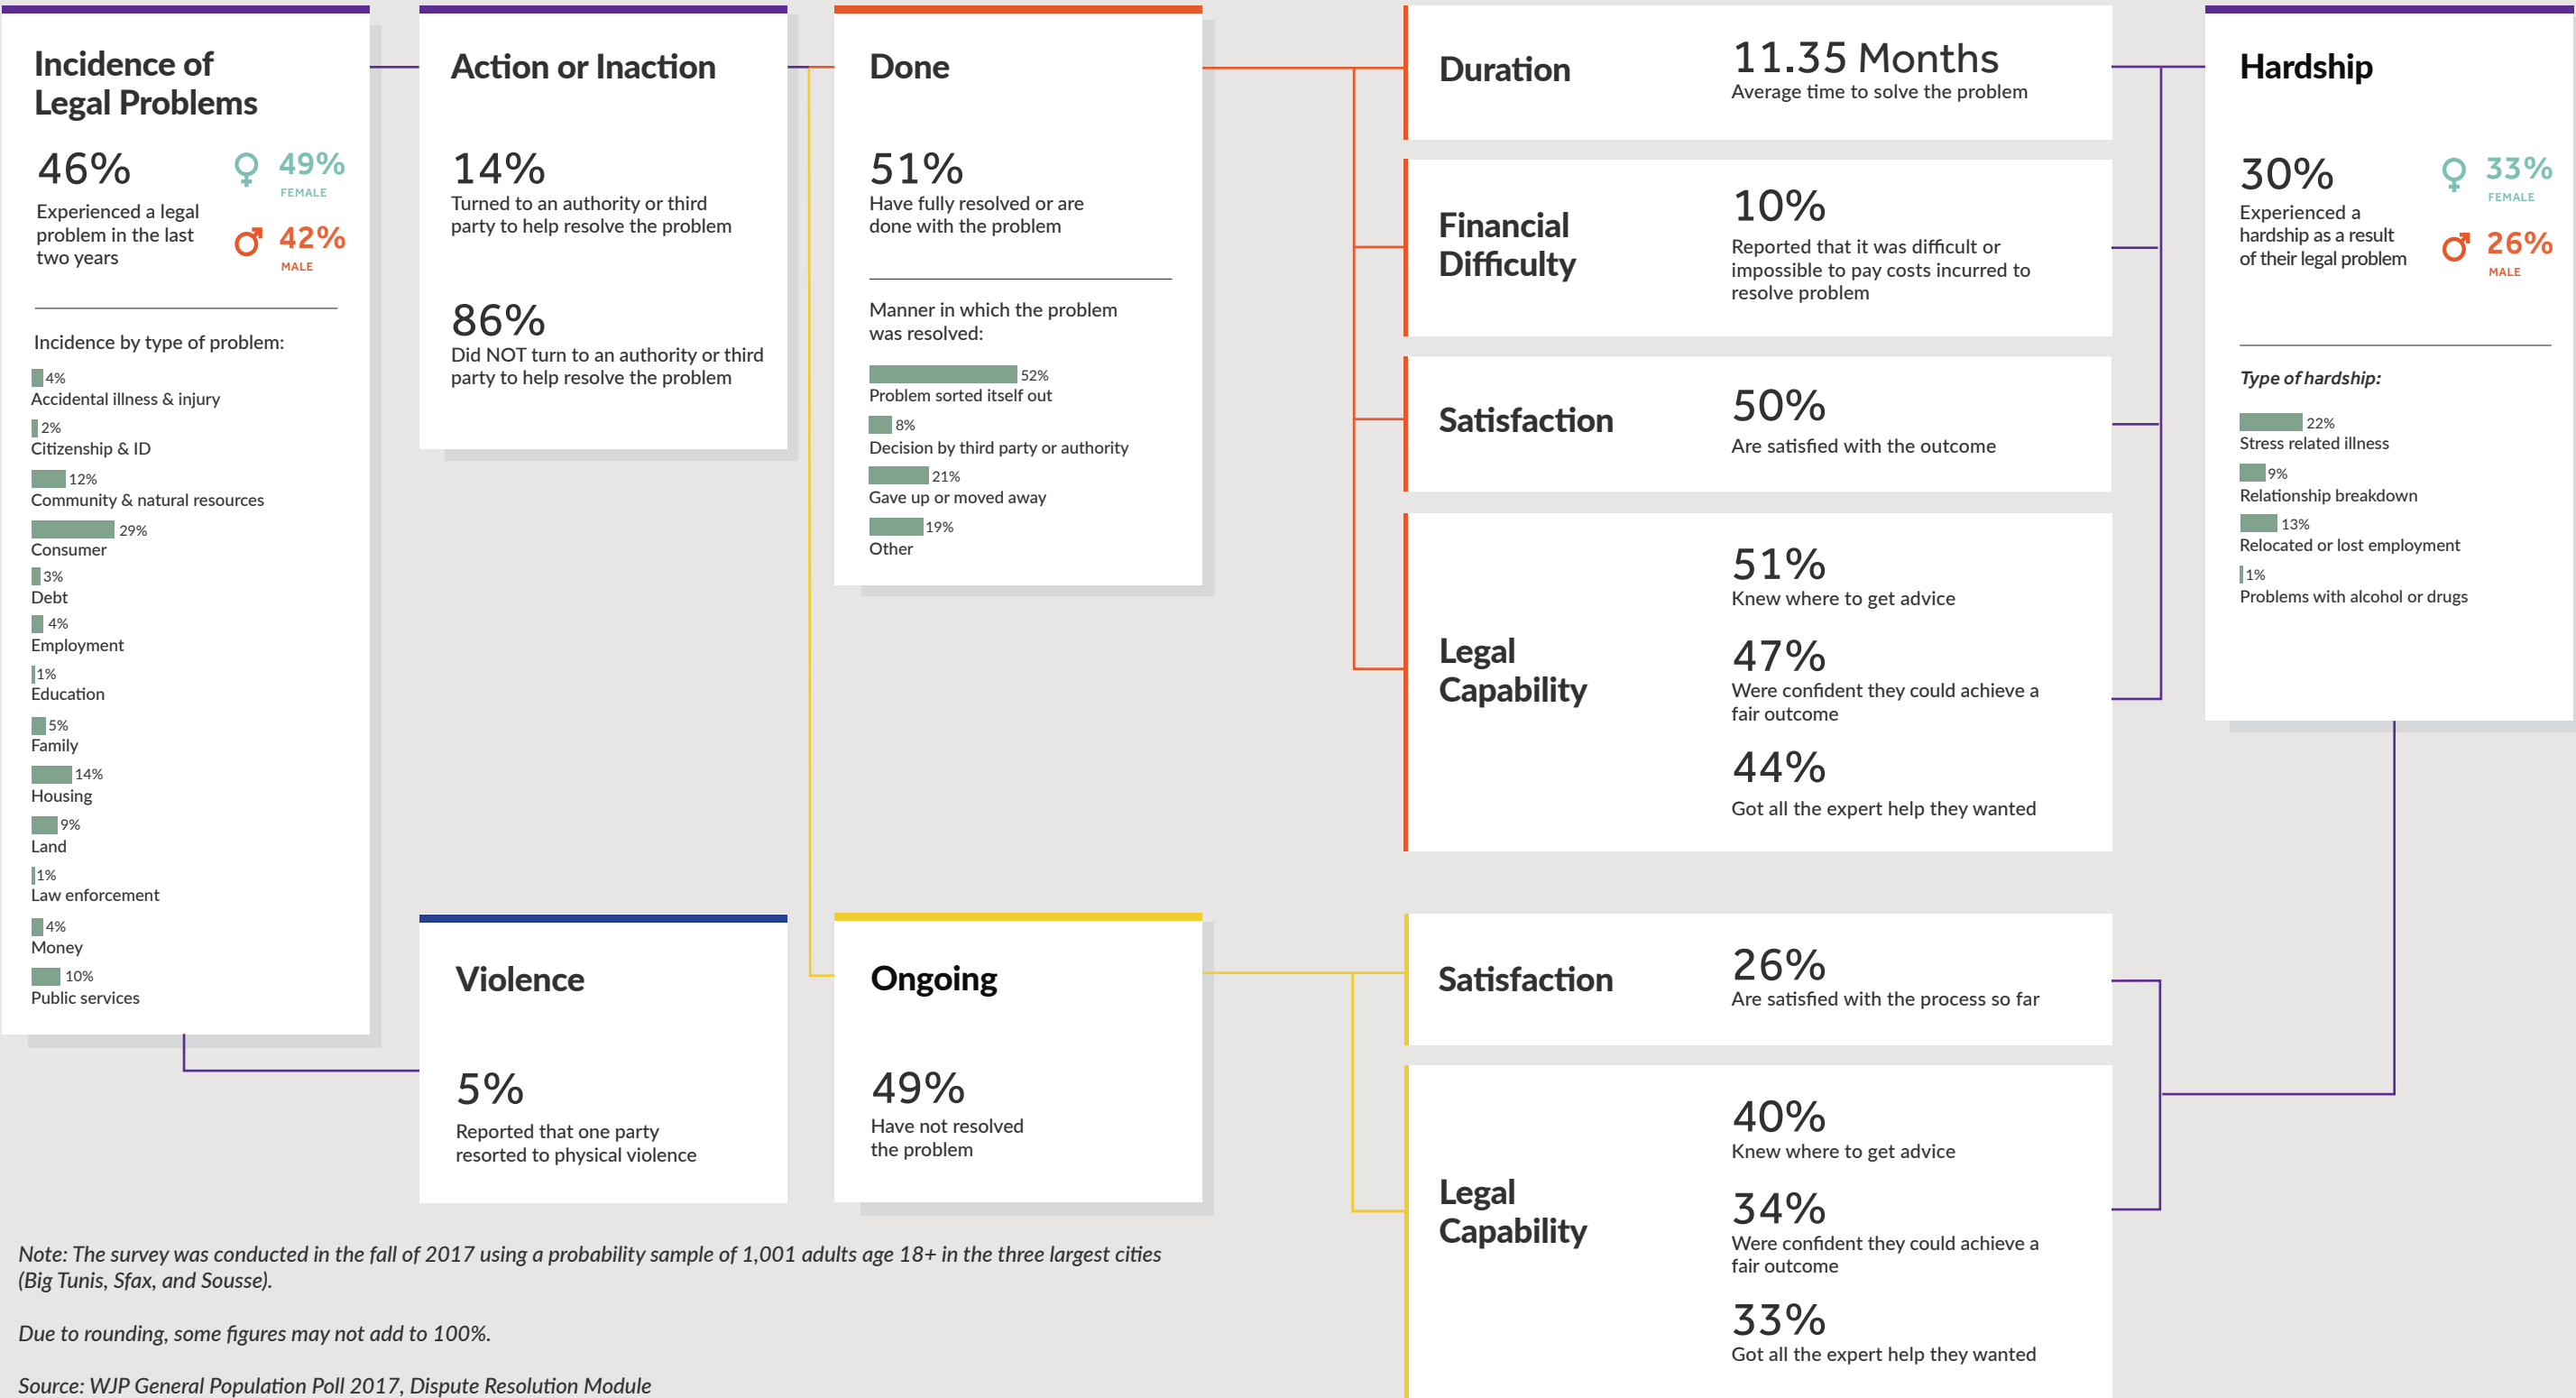 Incidence of
Legal Problems
46%
Experienced a legal
problem in the last
two years
49%
FEMALE
42%
MALE
Incidence by type of problem:
4%
Accidental illness & injury
2%
Citizenship & ID
12%
Community & natural resources
29%
Consumer
3%
Debt
4%
Employment
1%
Education
5%
Family
14%
Housing
9%
Land
1%
Law enforcement
4%
Money
10%
Public services
Action or Inaction
14%
Turned to an authority or third
party to help resolve the problem
86%
Did NOT turn to an authority or third
party to help resolve the problem
Violence
5%
Reported that one party
resorted to physical violence
Done
51%
Have fully resolved or are
done with the problem
Manner in which the problem
was resolved:
52%
Problem sorted itself out
8%
Decision by third party or authority
21%
Gave up or moved away
19%
Other
Ongoing
49%
Have not resolved
the problem
Duration
11.35 Months
Average time to solve the problem
Financial
Difficulty
10%
Reported that it was difficult or
impossible to pay costs incurred to
resolve problem
Satisfaction
50%
Are satisfied with the outcome
Legal
Capability
51%
Knew where to get advice
47%
Were confident they could achieve a
fair outcome
44%
Got all the expert help they wanted
Satisfaction
26%
Are satisfied with the process so far
Legal
Capability
40%
Knew where to get advice
34%
Were confident they could achieve a
fair outcome
33%
Got all the expert help they wanted
Hardship
30%
Experienced a
hardship as a result
of their legal problem
33%
FEMALE
26%
MALE
Type of hardship:
22%
Stress related illness
9%
Relationship breakdown
13%
Relocated or lost employment
1%
Problems with alcohol or drugs
Note: The survey was conducted in the fall of 2017 using a probability sample of 1,001 adults age 18+ in the three largest cities
(Big Tunis, Sfax, and Sousse).
Due to rounding, some figures may not add to 100%.
Source: WJP General Population Poll 2017, Dispute Resolution Module